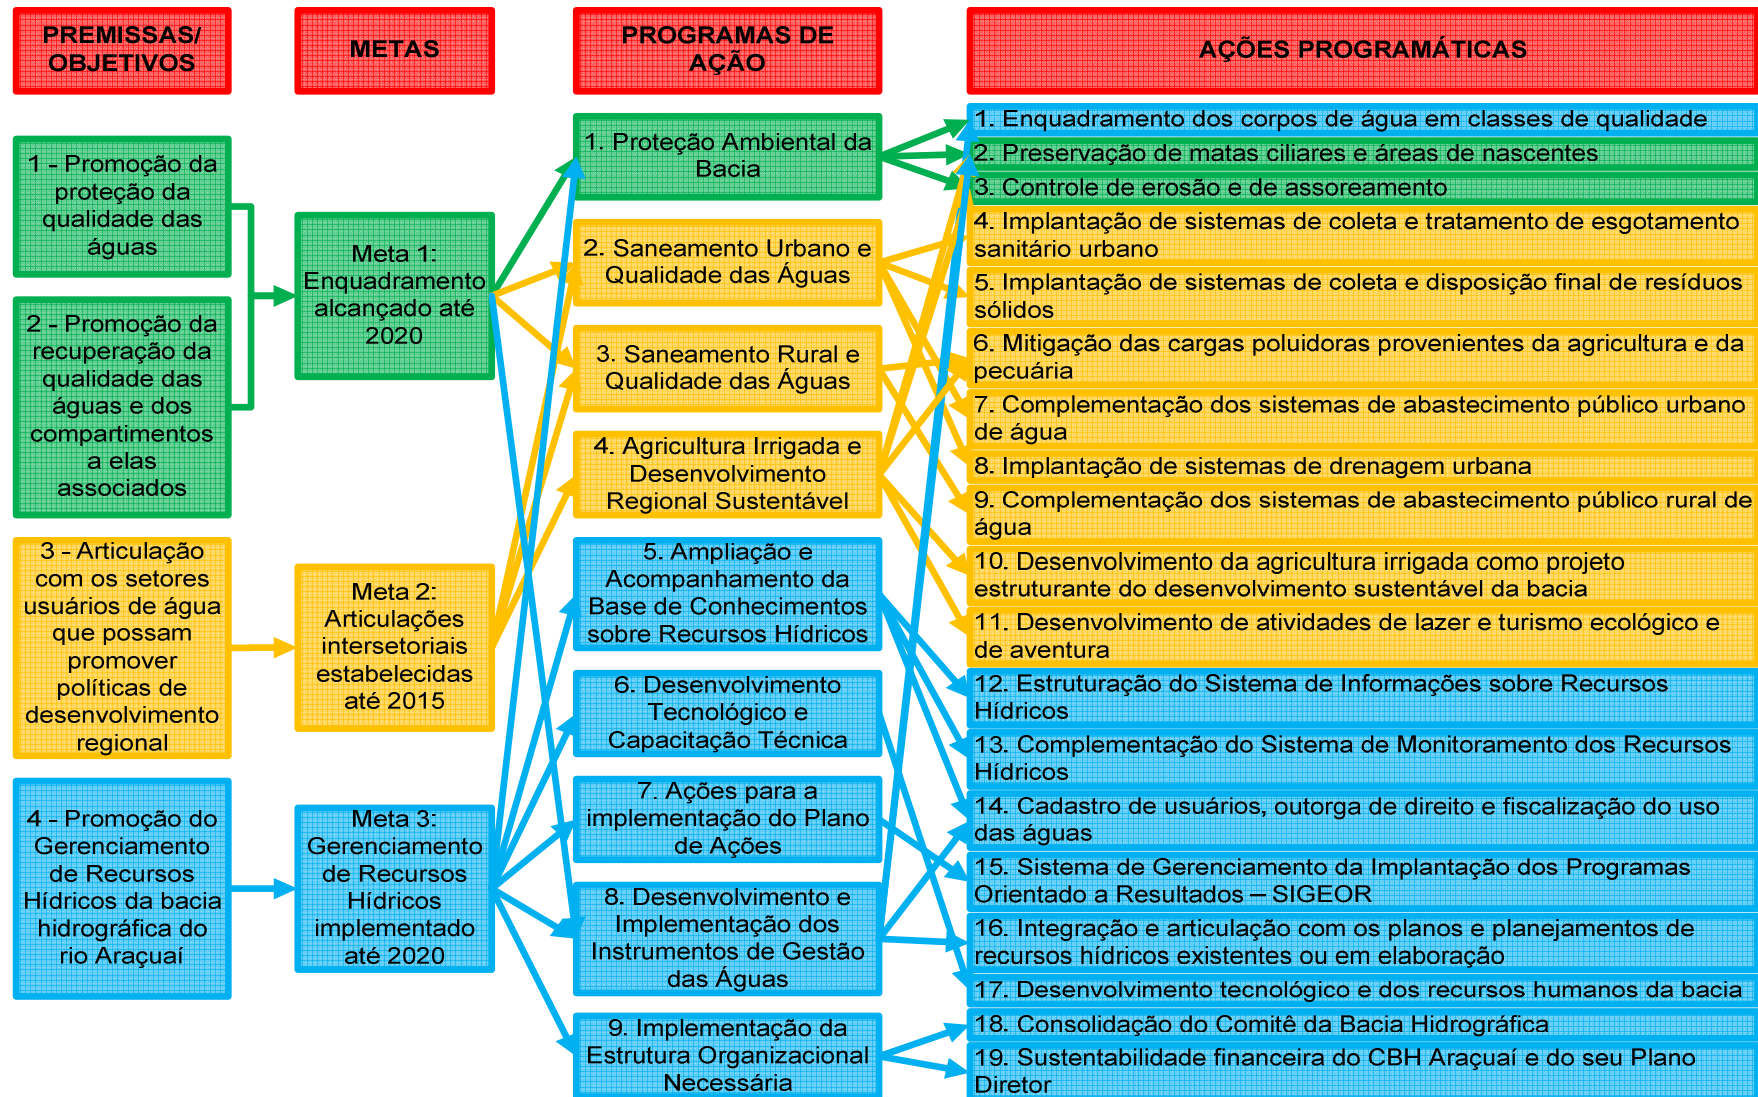 PREMISSAS/
OBJETIVOS
METAS
PROGRAMAS DE
AÇÃO
AÇÕES PROGRAMÁTICAS
1 - Promoção da
proteção da
qualidade das
águas
2 - Promoção da
recuperação da
qualidade das
águas e dos
compartimentos
a elas
associados
3 - Articulação
com os setores
usuários de água
que possam
promover
políticas de
desenvolvimento
regional
4 - Promoção do
Gerenciamento
de Recursos
Hídricos da bacia
hidrográfica do
rio Araçuaí
Meta 1:
Enquadramento
alcançado até
2020
Meta 2:
Articulações
intersetoriais
estabelecidas
até 2015
Meta 3:
Gerenciamento
de Recursos
Hídricos
implementado
até 2020
1. Proteção Ambiental da
Bacia
2. Saneamento Urbano e
Qualidade das Águas
3. Saneamento Rural e
Qualidade das Águas
4. Agricultura Irrigada e
Desenvolvimento
Regional Sustentável
5. Ampliação e
Acompanhamento da
Base de Conhecimentos
sobre Recursos Hídricos
6. Desenvolvimento
Tecnológico e
Capacitação Técnica
7. Ações para a
implementação do Plano
de Ações
8. Desenvolvimento e
Implementação dos
Instrumentos de Gestão
das Águas
9. Implementação da
Estrutura Organizacional
Necessária
1. Enquadramento dos corpos de água em classes de qualidade
2. Preservação de matas ciliares e áreas de nascentes
3. Controle de erosão e de assoreamento
4. Implantação de sistemas de coleta e tratamento de esgotamento
sanitário urbano
5. Implantação de sistemas de coleta e disposição final de resíduos
sólidos
6. Mitigação das cargas poluidoras provenientes da agricultura e da
pecuária
7. Complementação dos sistemas de abastecimento público urbano
de água
8. Implantação de sistemas de drenagem urbana
9. Complementação dos sistemas de abastecimento público rural de
água
10. Desenvolvimento da agricultura irrigada como projeto
estruturante do desenvolvimento sustentável da bacia
11. Desenvolvimento de atividades de lazer e turismo ecológico e
de aventura
12. Estruturação do Sistema de Informações sobre Recursos
Hídricos
13. Complementação do Sistema de Monitoramento dos Recursos
Hídricos
14. Cadastro de usuários, outorga de direito e fiscalização do uso
das águas
15. Sistema de Gerenciamento da Implantação dos Programas
Orientado a Resultados – SIGEOR
16. Integração e articulação com os planos e planejamentos de
recursos hídricos existentes ou em elaboração
17. Desenvolvimento tecnológico e dos recursos humanos da bacia
18. Consolidação do Comitê da Bacia Hidrográfica
19. Sustentabilidade financeira do CBH Araçuaí e do seu Plano
Diretor